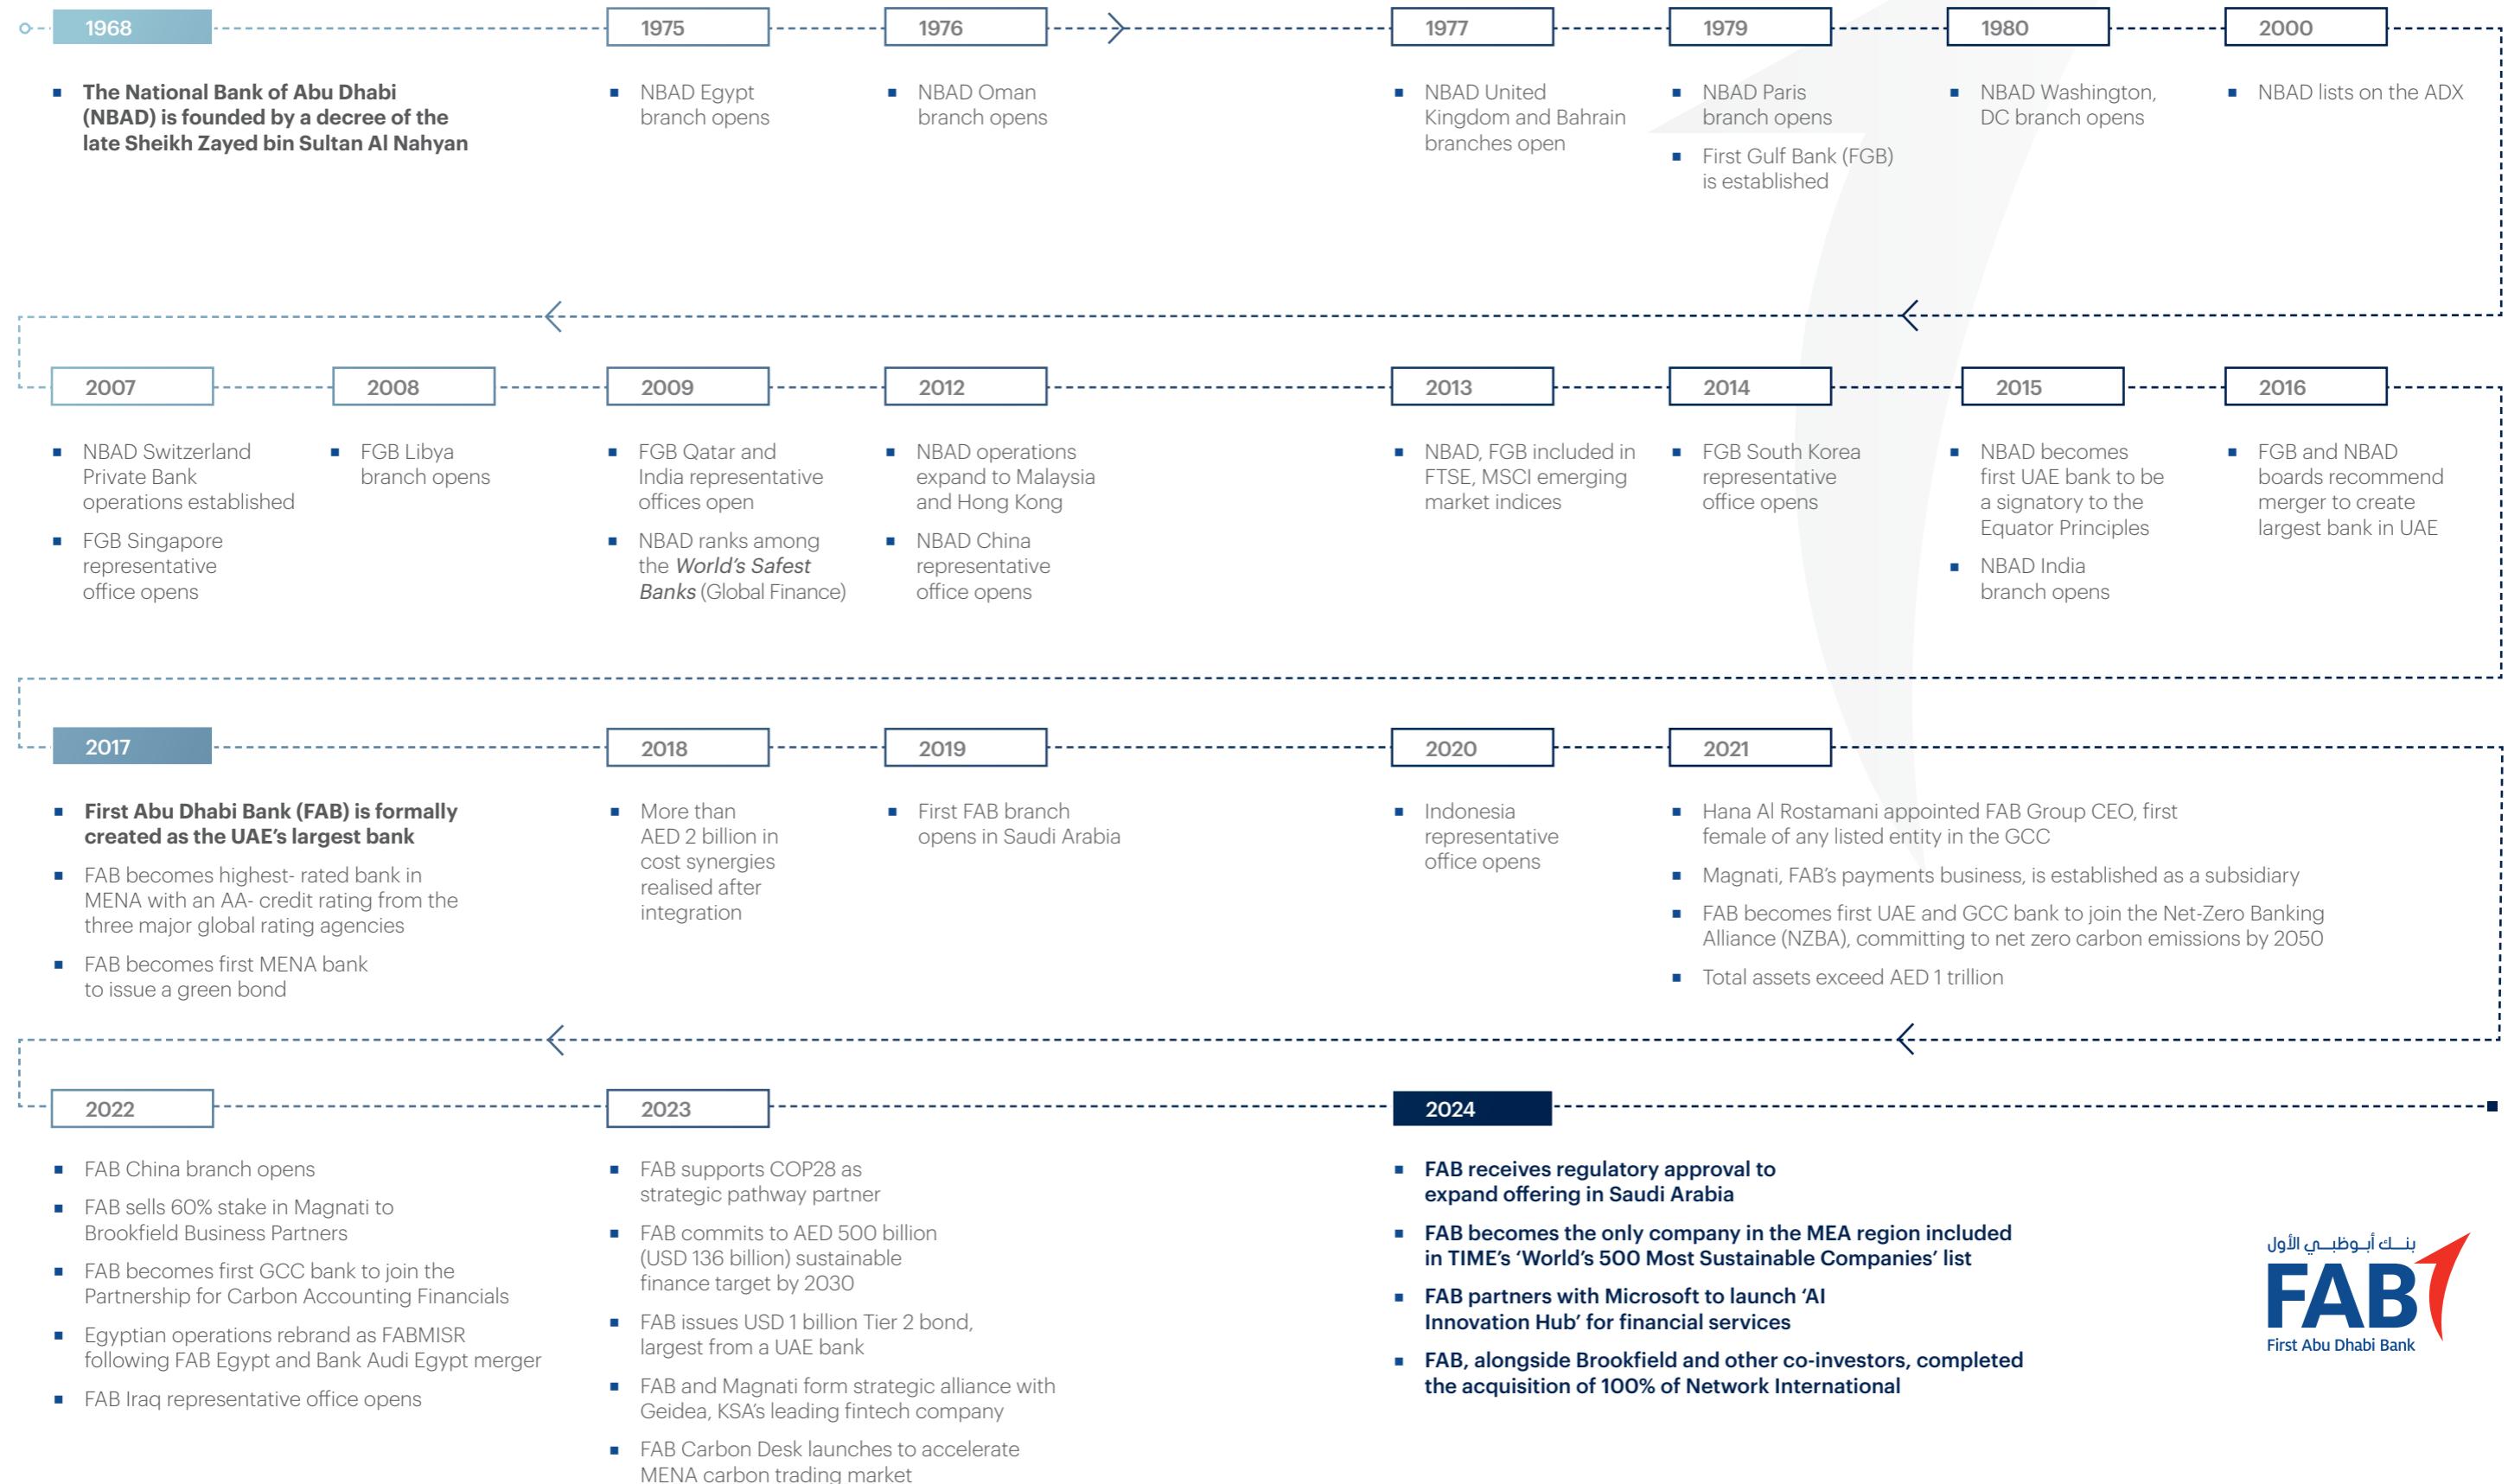 1968
The National Bank of Abu Dhabi
(NBAD) is founded by a decree of the
late Sheikh Zayed bin Sultan Al Nahyan
1975
NBAD Egypt
branch opens
1976
NBAD Oman
branch opens
1977
NBAD United
Kingdom and Bahrain
branches open
1979
NBAD Paris
branch opens
First Gulf Bank (FGB)
is established
1980
NBAD Washington,
DC branch opens
2000
NBAD lists on the ADX
2007
NBAD Switzerland
Private Bank
operations established
FGB Singapore
representative
office opens
2008
FGB Libya
branch opens
2009
FGB Qatar and
India representative
offices open
NBAD ranks among
the World's Safest
Banks (Global Finance)
2012
NBAD operations
expand to Malaysia
and Hong Kong
NBAD China
representative
office opens
2013
NBAD, FGB included in
FTSE, MSCI emerging
market indices
2014
FGB South Korea
representative
office opens
2015
NBAD becomes
first UAE bank to be
a signatory to the
Equator Principles
NBAD India
branch opens
2016
FGB and NBAD
boards recommend
merger to create
largest bank in UAE
2017
First Abu Dhabi Bank (FAB) is formally
created as the UAE's largest bank
FAB becomes highest- rated bank in
MENA with an AA- credit rating from the
three major global rating agencies
FAB becomes first MENA bank
to issue a green bond
2018
More than
AED 2 billion in
cost synergies
realised after
integration
2019
First FAB branch
opens in Saudi Arabia
2020
Indonesia
representative
office opens
2021
Hana Al Rostamani appointed FAB Group CEO, first
female of any listed entity in the GCC
Magnati, FAB's payments business, is established as a subsidiary
FAB becomes first UAE and GCC bank to join the Net-Zero Banking
Alliance (NZBA), committing to net zero carbon emissions by 2050
Total assets exceed AED 1 trillion
2022
FAB China branch opens
FAB sells 60% stake in Magnati to
Brookfield Business Partners
FAB becomes first GCC bank to join the
Partnership for Carbon Accounting Financials
Egyptian operations rebrand as FABMISR
following FAB Egypt and Bank Audi Egypt merger
FAB Iraq representative office opens
2023
FAB supports COP28 as
strategic pathway partner
FAB commits to AED 500 billion
(USD 136 billion) sustainable
finance target by 2030
FAB issues USD 1 billion Tier 2 bond,
largest from a UAE bank
FAB and Magnati form strategic alliance with
Geidea, KSA's leading fintech company
FAB Carbon Desk launches to accelerate
MENA carbon trading market
2024
FAB receives regulatory approval to
expand offering in Saudi Arabia
FAB becomes the only company in the MEA region included
in TIME's ‘World's 500 Most Sustainable Companies’ list
FAB partners with Microsoft to launch ‘AI
Innovation Hub’ for financial services
FAB, alongside Brookfield and other co-investors, completed
the acquisition of 100% of Network International
بنـــك أبــوظبـــي الأول
FAB
First Abu Dhabi Bank